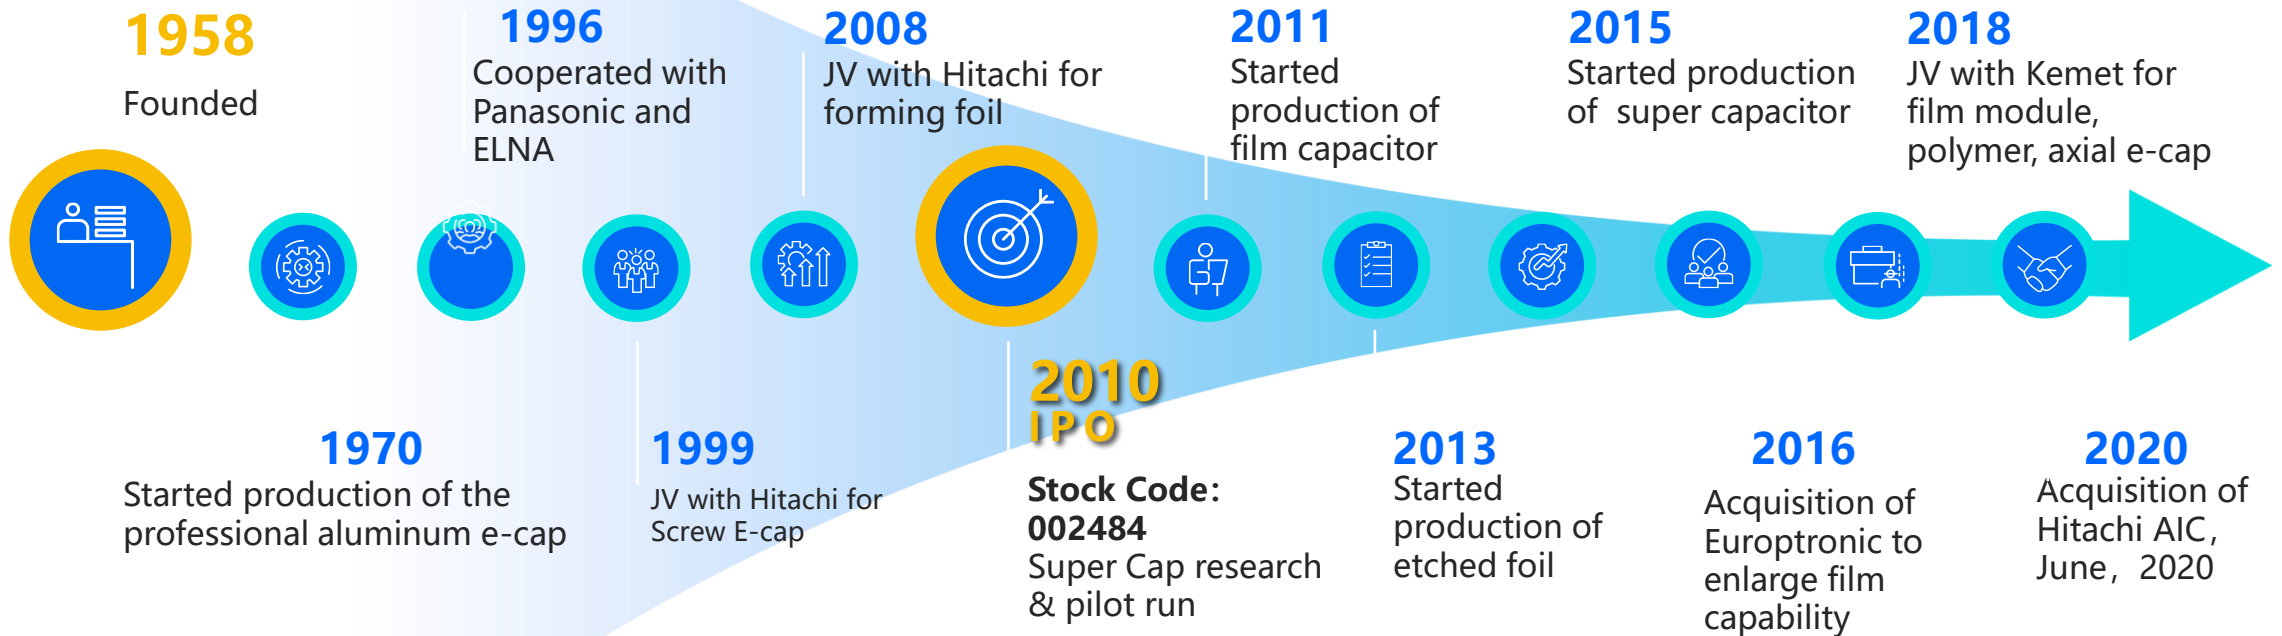 1958
Founded
1970
Started production of the
professional aluminum e-cap
1996
Cooperated with
Panasonic and
ELNA
1999
JV with Hitachi for
Screw E-cap
2008
JV with Hitachi for
forming foil
2010
IPO
Stock Code：
002484
Super Cap research
& pilot run
2011
Started
production of
film capacitor
2013
Started
production of
etched foil
2015
Started production
of super capacitor
2016
Acquisition of
Europtronic to
enlarge film
capability
2018
JV with Kemet for
film module,
polymer, axial e-cap
2020
Acquisition of
Hitachi AIC，
June，2020